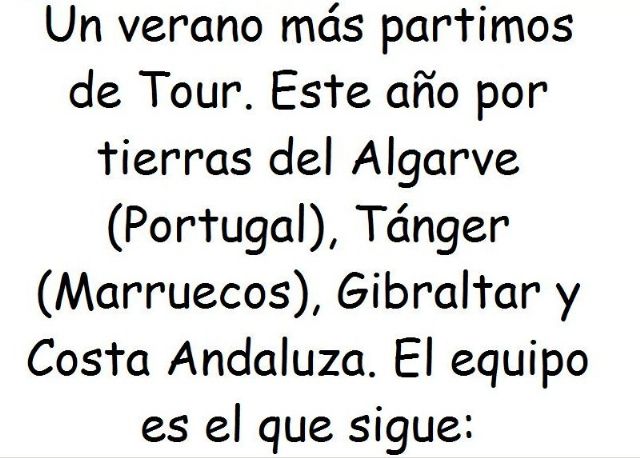 Un verano más partimos
de Tour. Este año por
tierras del Algarve
(Portugal), Tánger
(Marruecos), Gibraltar y
Costa Andaluza. El equipo
es el que sigue: